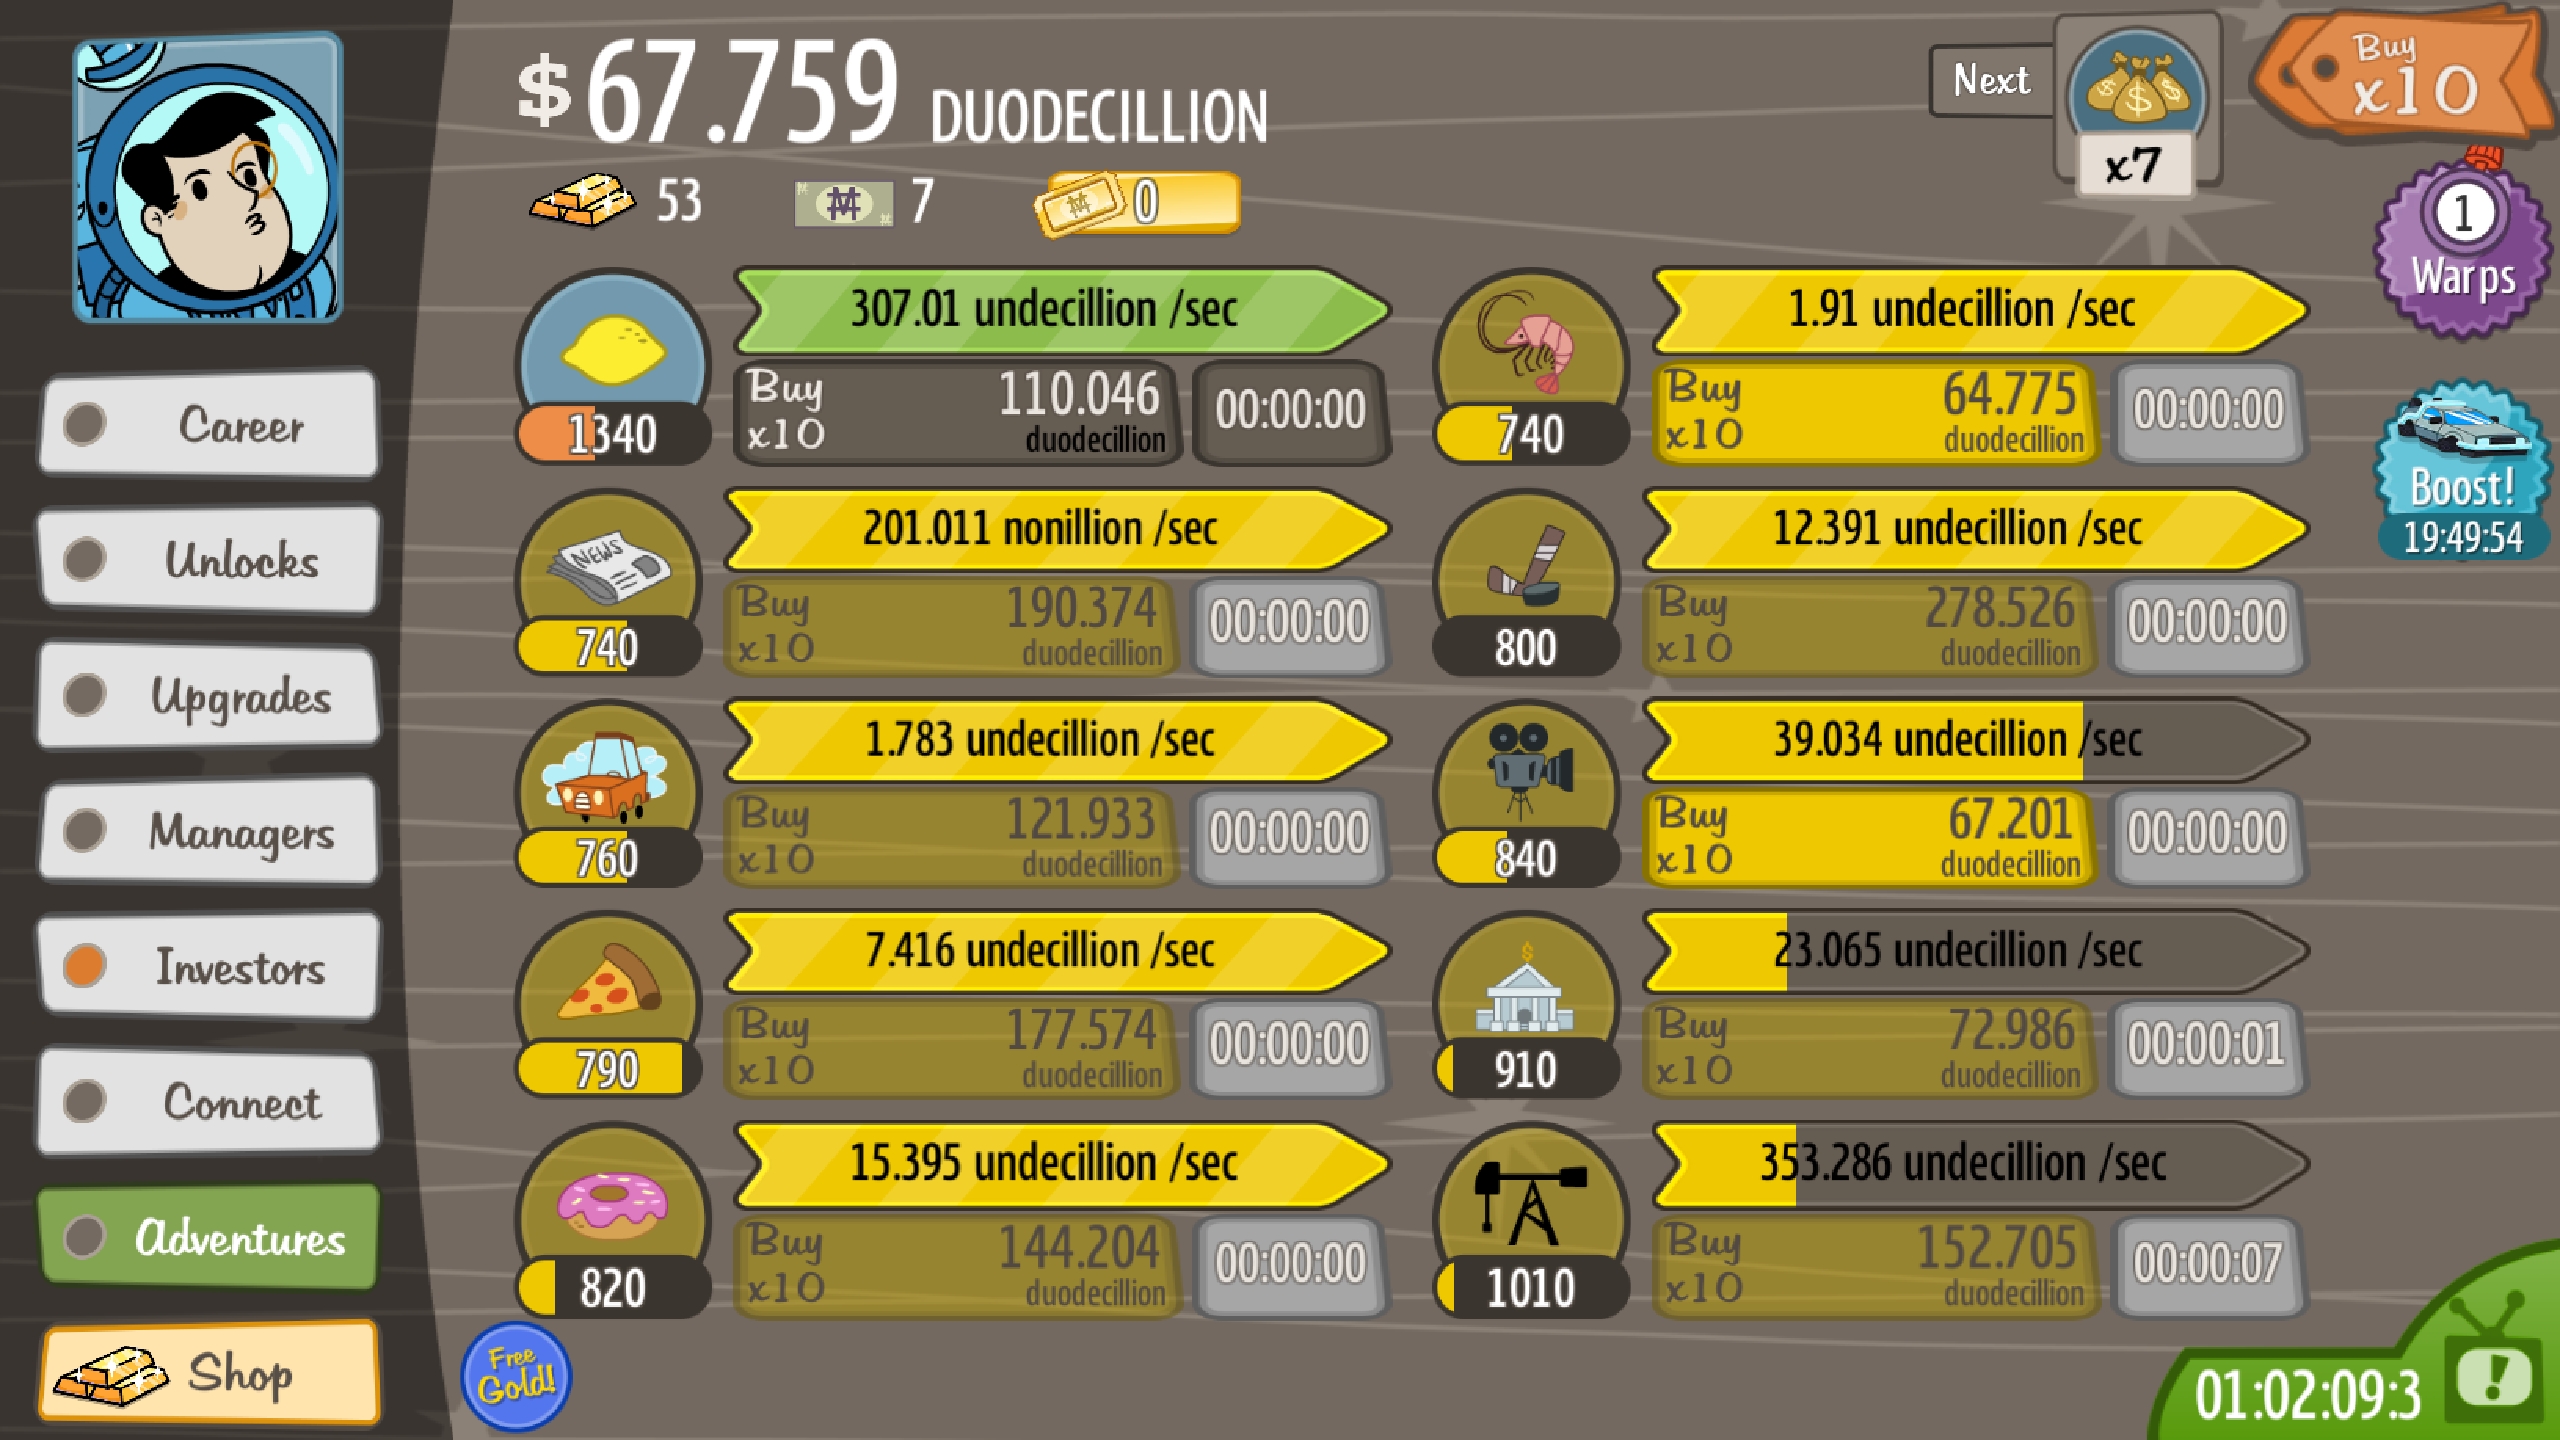 $67.759 DUODECILLION
Next
x7
Buy
x10
53
7
0
1
Warps
Boost!
19:49:54
Career
Unlocks
Upgrades
Managers
Investors
Connect
Adventures
Shop
307.01 undecillion /sec
1340
Buy
x10
110.046
duodecillion
00:00:00
1.91 undecillion /sec
740
Buy
x10
64.775
duodecillion
00:00:00
201.011 nonillion /sec
NEWS
740
Buy
x10
190.374
duodecillion
00:00:00
12.391 undecillion /sec
800
Buy
x10
278.526
duodecillion
00:00:00
1.783 undecillion /sec
760
Buy
x10
121.933
duodecillion
00:00:00
39.034 undecillion /sec
840
Buy
x10
67.201
duodecillion
00:00:00
7.416 undecillion /sec
790
Buy
x10
177.574
duodecillion
00:00:00
23.065 undecillion /sec
910
Buy
x10
72.986
duodecillion
00:00:01
15.395 undecillion /sec
820
Buy
x10
144.204
duodecillion
00:00:00
353.286 undecillion /sec
1010
Buy
x10
152.705
duodecillion
00:00:07
Free
Gold!
01:02:09:3
!